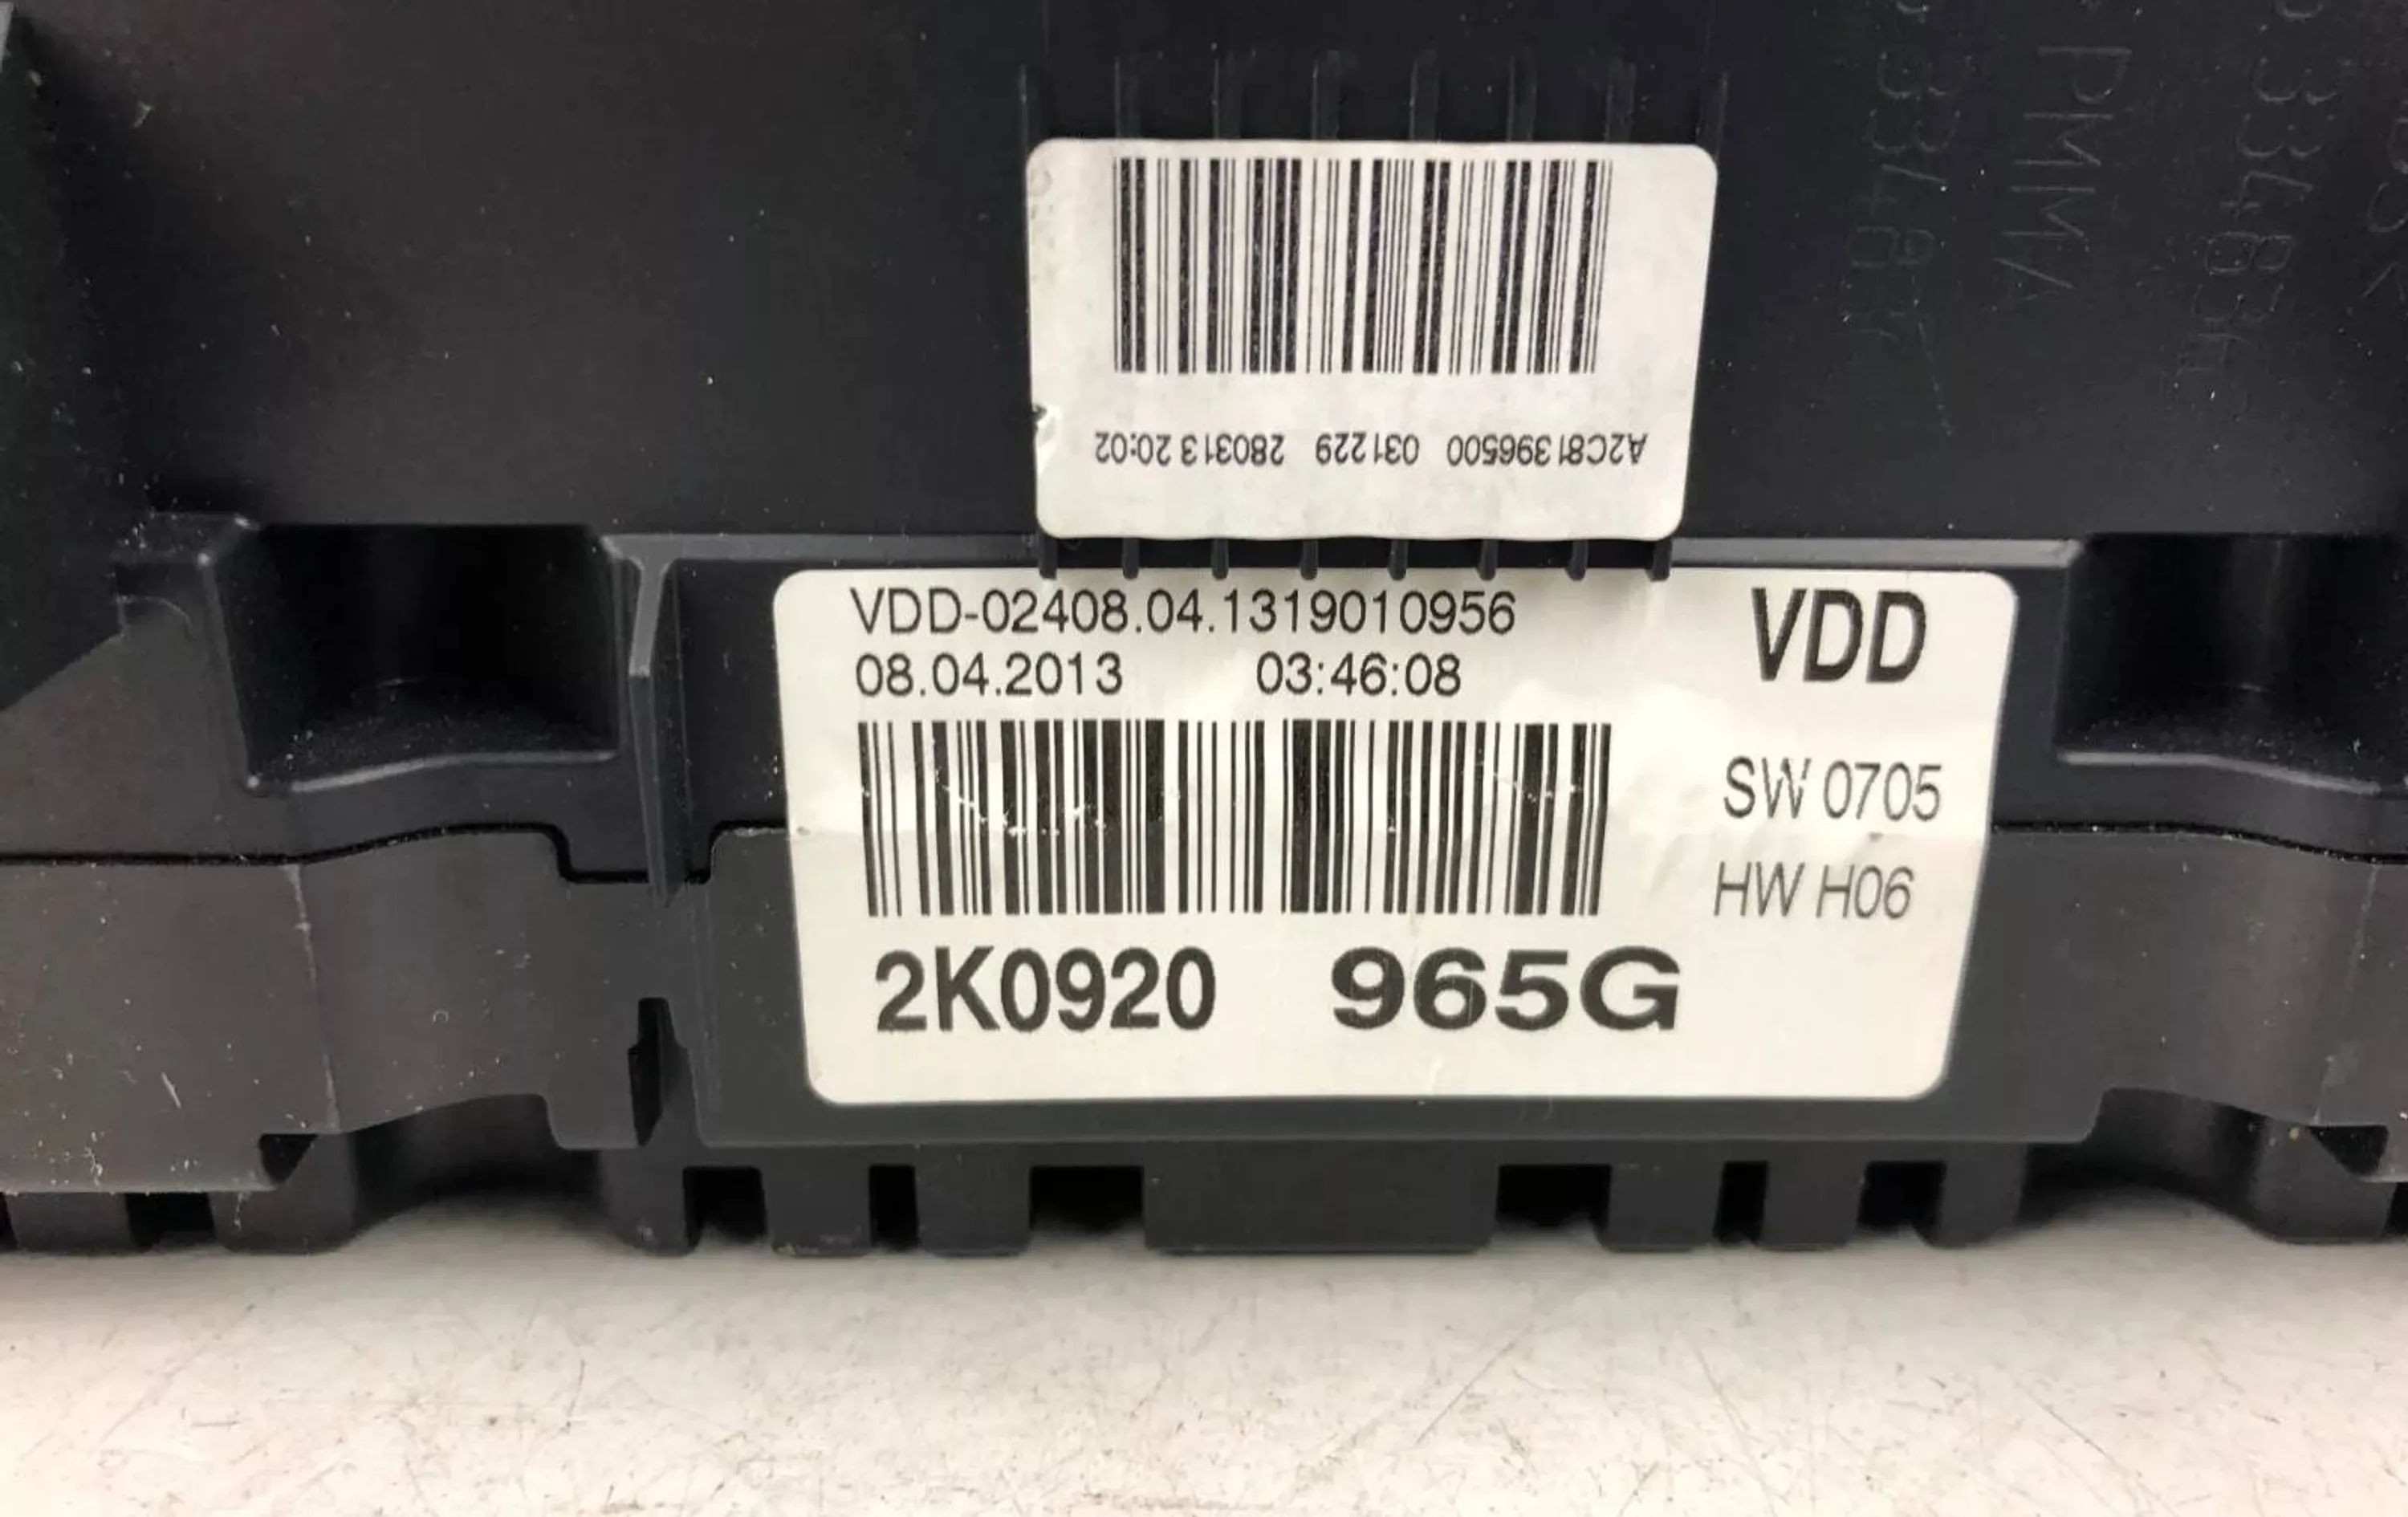 A2C81396500 031229 280313 20:02
VDD-02408.04.1319010956
VDD
08.04.2013 03:46:08
SW 0705
HW H06
2K0920 965G
PMMA